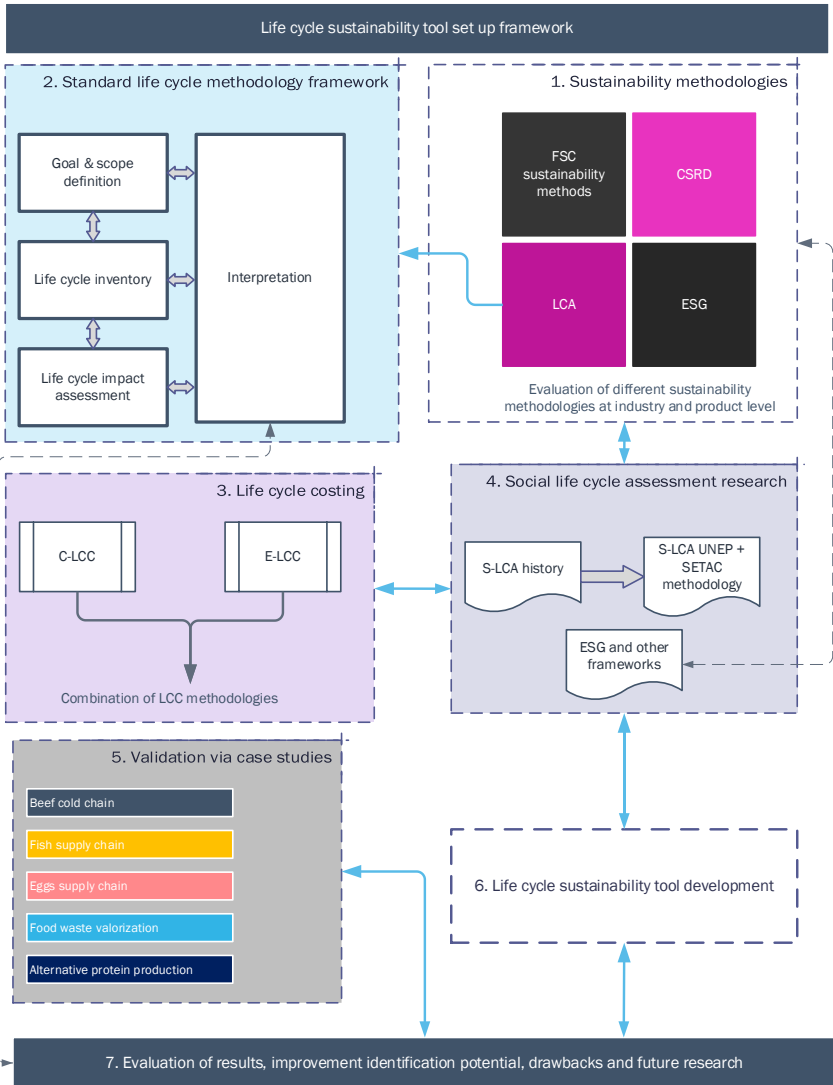 Life cycle sustainability tool set up framework
2. Standard life cycle methodology framework
Goal & scope
definition
Life cycle inventory
Life cycle impact
assessment
Interpretation
1. Sustainability methodologies
FSC
sustainability
methods
CSRD
LCA
ESG
Evaluation of different sustainability
methodologies at industry and product level
3. Life cycle costing
C-LCC
E-LCC
Combination of LCC methodologies
4. Social life cycle assessment research
S-LCA history
S-LCA UNEP +
SETAC
methodology
ESG and other
frameworks
5. Validation via case studies
Beef cold chain
Fish supply chain
Eggs supply chain
Food waste valorization
Alternative protein production
6. Life cycle sustainability tool development
7. Evaluation of results, improvement identification potential, drawbacks and future research